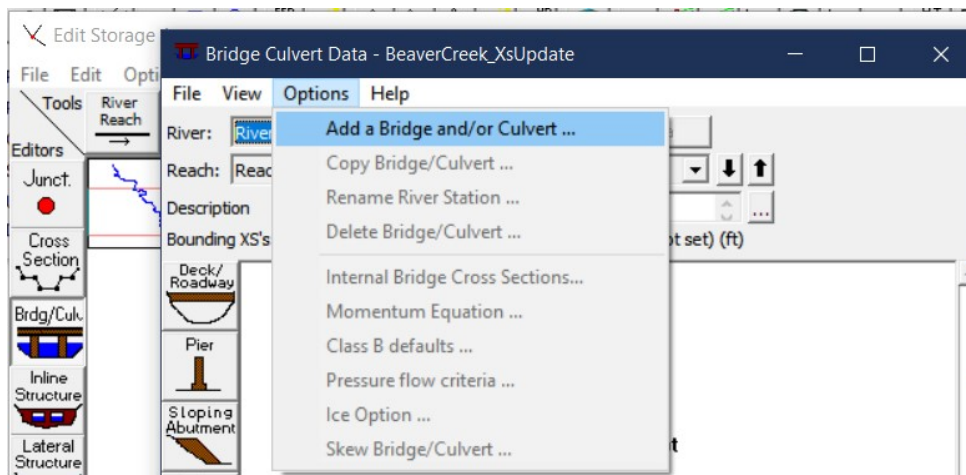 Edit Storage
File Edit Opti
Tools
River
Reach
Editors
Junct.
Cross
Section
Brdg/Culv
Inline
Structure
Lateral
Structure
Bridge Culvert Data - BeaverCreek_XsUpdate
File View Options Help
River: River
Reach: Reac
Description
...
Bounding XS's
t set) (ft)
Deck/
Roadway
Pier
Sloping
Abutment
Add a Bridge and/or Culvert ...
Copy Bridge/Culvert ...
Rename River Station ...
Delete Bridge/Culvert ...
Internal Bridge Cross Sections...
Momentum Equation ...
Class B defaults ...
Pressure flow criteria ...
Ice Option ...
Skew Bridge/Culvert ...